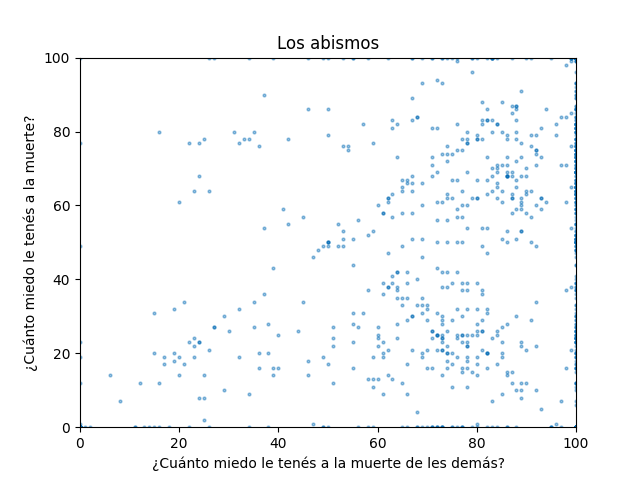 Los abismos
¿Cuánto miedo le tenés a la muerte?
100
80
60
40
20
0
0 20 40 60 80 100
¿Cuánto miedo le tenés a la muerte de les demás?